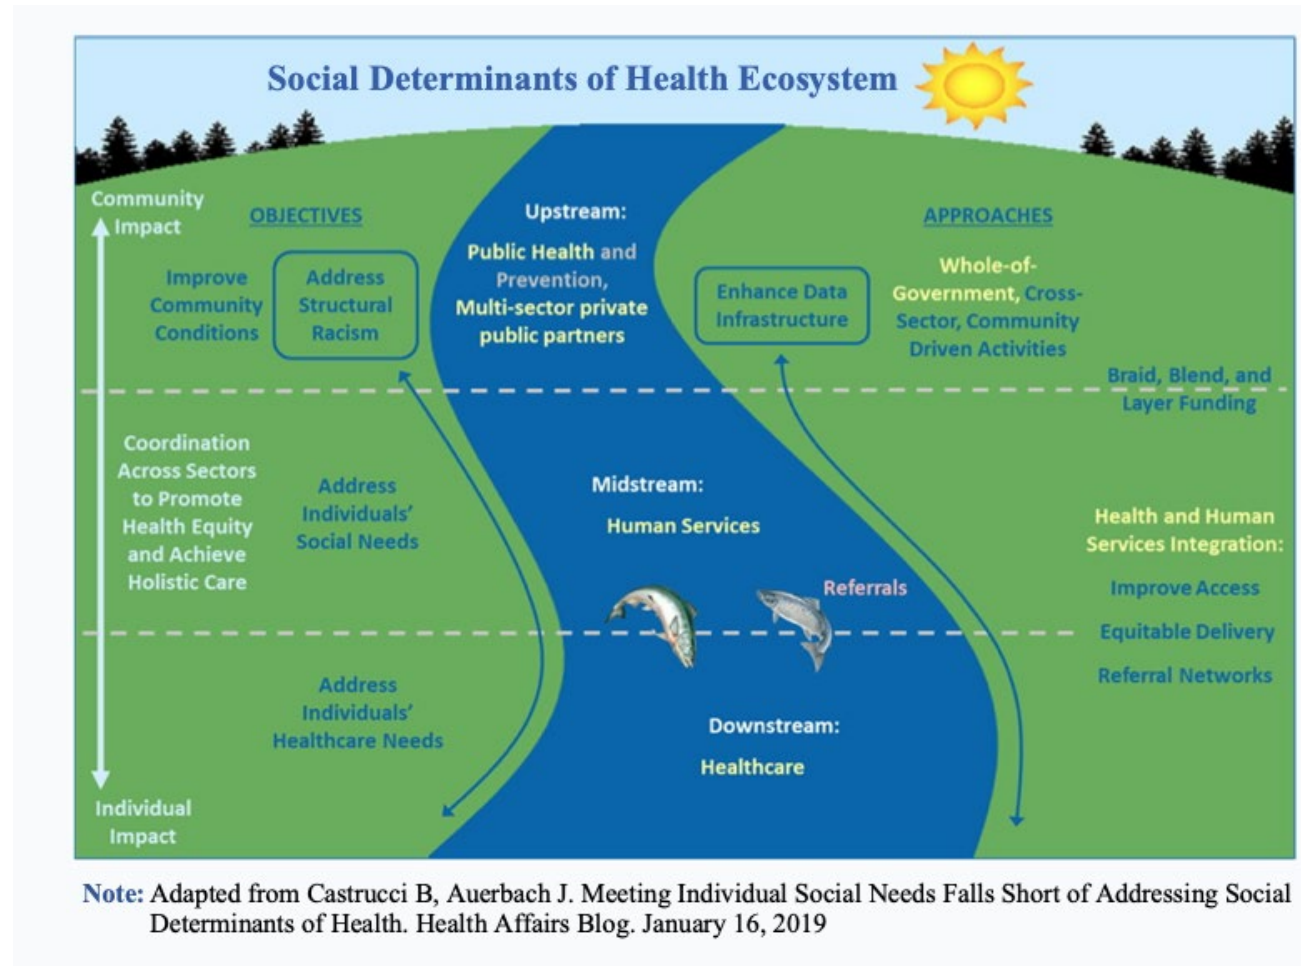 Social Determinants of Health Ecosystem
Community
Impact
OBJECTIVES
Improve
Community
Conditions
Address
Structural
Racism
Upstream:
Public Health and
Prevention,
Multi-sector private
public partners
APPROACHES
Enhance Data
Infrastructure
Whole-of-
Government, Cross-
Sector, Community
Driven Activities
Braid, Blend, and
Layer Funding
Coordination
Across Sectors
to Promote
Health Equity
and Achieve
Holistic Care
Address
Individuals’
Social Needs
Midstream:
Human Services
Referrals
Health and Human
Services Integration:
Improve Access
Equitable Delivery
Referral Networks
Address
Individuals’
Healthcare Needs
Downstream:
Healthcare
Individual
Impact
Note: Adapted from Castrucci B, Auerbach J. Meeting Individual Social Needs Falls Short of Addressing Social
Determinants of Health. Health Affairs Blog. January 16, 2019